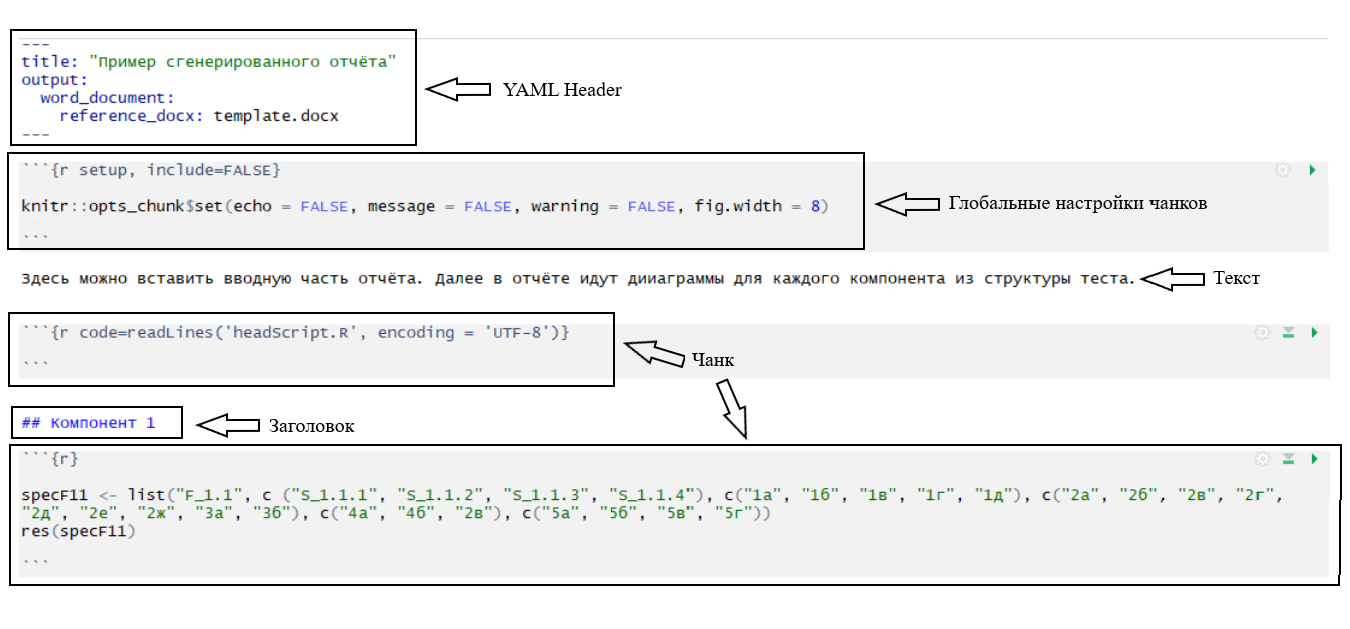 ---
title: "Пример сгенерированного отчёта"
output:
  word_document:
    reference_docx: template.docx
---
YAML Header
```{r setup, include=FALSE}
knitr::opts_chunk$set(echo = FALSE, message = FALSE, warning = FALSE, fig.width = 8)
```
Глобальные настройки чанков
Здесь можно вставить вводную часть отчёта. Далее в отчёте идут дииаграммы для каждого компонента из структуры теста.
Текст
```{r code=readLines('headScript.R', encoding = 'UTF-8')}
```
Чанк
## Компонент 1
Заголовок
```{r}
specF11 <- list("F_1.1", c ("S_1.1.1", "S_1.1.2", "S_1.1.3", "S_1.1.4"), c("1а", "1б", "1в", "1г", "1д"), c("2а", "2б", "2в", "2г",
"2д", "2е", "2ж", "3а", "3б"), c("4а", "4б", "2в"), c("5а", "5б", "5в", "5г"))
res(specF11)
```